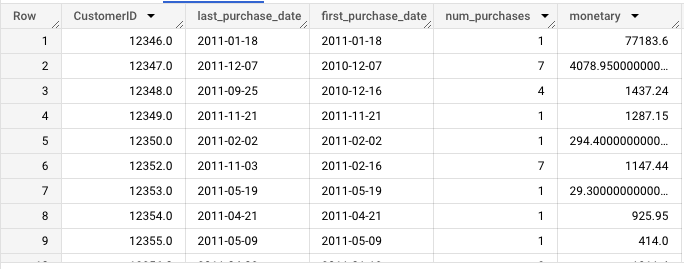 Row CustomerID last_purchase_date first_purchase_date num_purchases monetary
1 12346.0 2011-01-18 2011-01-18 1 77183.6
2 12347.0 2011-12-07 2010-12-07 7 4078.950000000…
3 12348.0 2011-09-25 2010-12-16 4 1437.24
4 12349.0 2011-11-21 2011-11-21 1 1287.15
5 12350.0 2011-02-02 2011-02-02 1 294.4000000000…
6 12352.0 2011-11-03 2011-02-16 7 1147.44
7 12353.0 2011-05-19 2011-05-19 1 29.30000000000…
8 12354.0 2011-04-21 2011-04-21 1 925.95
9 12355.0 2011-05-09 2011-05-09 1 414.0